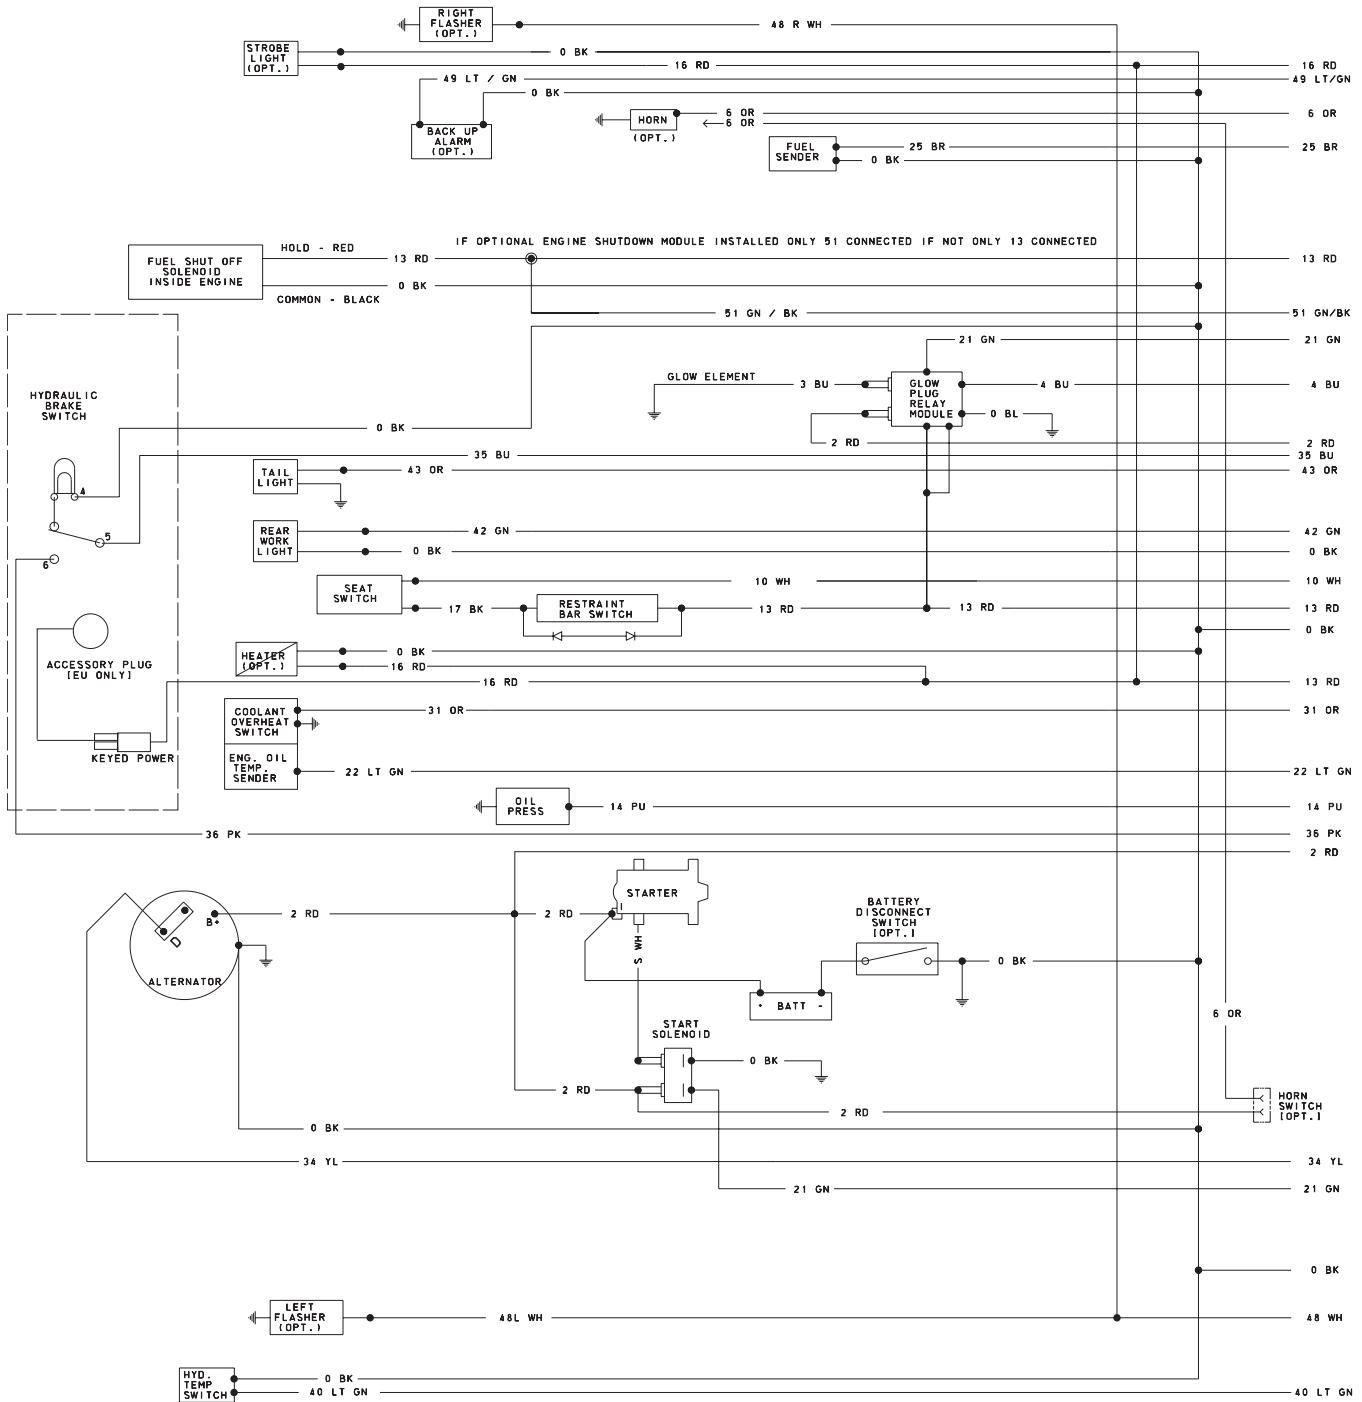 RIGHT
FLASHER
(OPT.)
48 R WH
STROBE
LIGHT
(OPT.)
0 BK
16 RD
16 RD
49 LT / GN
49 LT/GN
0 BK
BACK UP
ALARM
(OPT.)
HORN
(OPT.)
6 OR
6 OR
6 OR
FUEL
SENDER
25 BR
25 BR
0 BK
IF OPTIONAL ENGINE SHUTDOWN MODULE INSTALLED ONLY 51 CONNECTED IF NOT ONLY 13 CONNECTED
HOLD - RED
FUEL SHUT OFF
SOLENOID
INSIDE ENGINE
13 RD
13 RD
0 BK
COMMON - BLACK
51 GN / BK
51 GN/BK
21 GN
21 GN
GLOW ELEMENT
3 BU
GLOW
PLUG
RELAY
MODULE
4 BU
4 BU
0 BL
2 RD
2 RD
HYDRAULIC
BRAKE
SWITCH
0 BK
35 BU
35 BU
TAIL
LIGHT
43 OR
43 OR
4
5
6
REAR
WORK
LIGHT
42 GN
42 GN
0 BK
0 BK
SEAT
SWITCH
10 WH
10 WH
17 BK
RESTRAINT
BAR SWITCH
13 RD
13 RD
13 RD
0 BK
ACCESSORY PLUG
[EU ONLY]
HEATER
(OPT.)
0 BK
16 RD
16 RD
13 RD
COOLANT
OVERHEAT
SWITCH
31 OR
31 OR
KEYED POWER
ENG. OIL
TEMP.
SENDER
22 LT GN
22 LT GN
OIL
PRESS
14 PU
14 PU
36 PK
36 PK
2 RD
STARTER
B+
D
ALTERNATOR
2 RD
2 RD
S WH
BATTERY
DISCONNECT
SWITCH
[OPT.]
0 BK
+ BATT -
START
SOLENOID
0 BK
6 OR
2 RD
2 RD
HORN
SWITCH
[OPT.]
0 BK
34 YL
34 YL
21 GN
21 GN
0 BK
LEFT
FLASHER
(OPT.)
48L WH
48 WH
HYD.
TEMP
SWITCH
0 BK
40 LT GN
40 LT GN